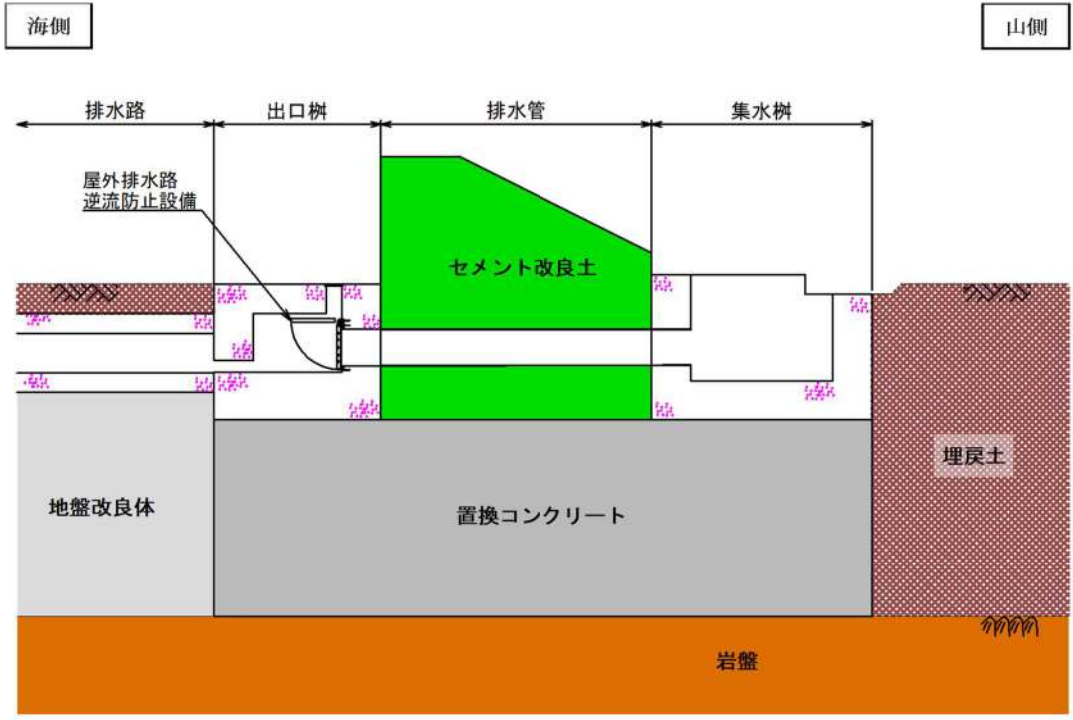 海側
山側
排水路
出口桝
排水管
集水桝
屋外排水路
逆流防止設備
セメント改良土
埋戻土
地盤改良体
置換コンクリート
岩盤